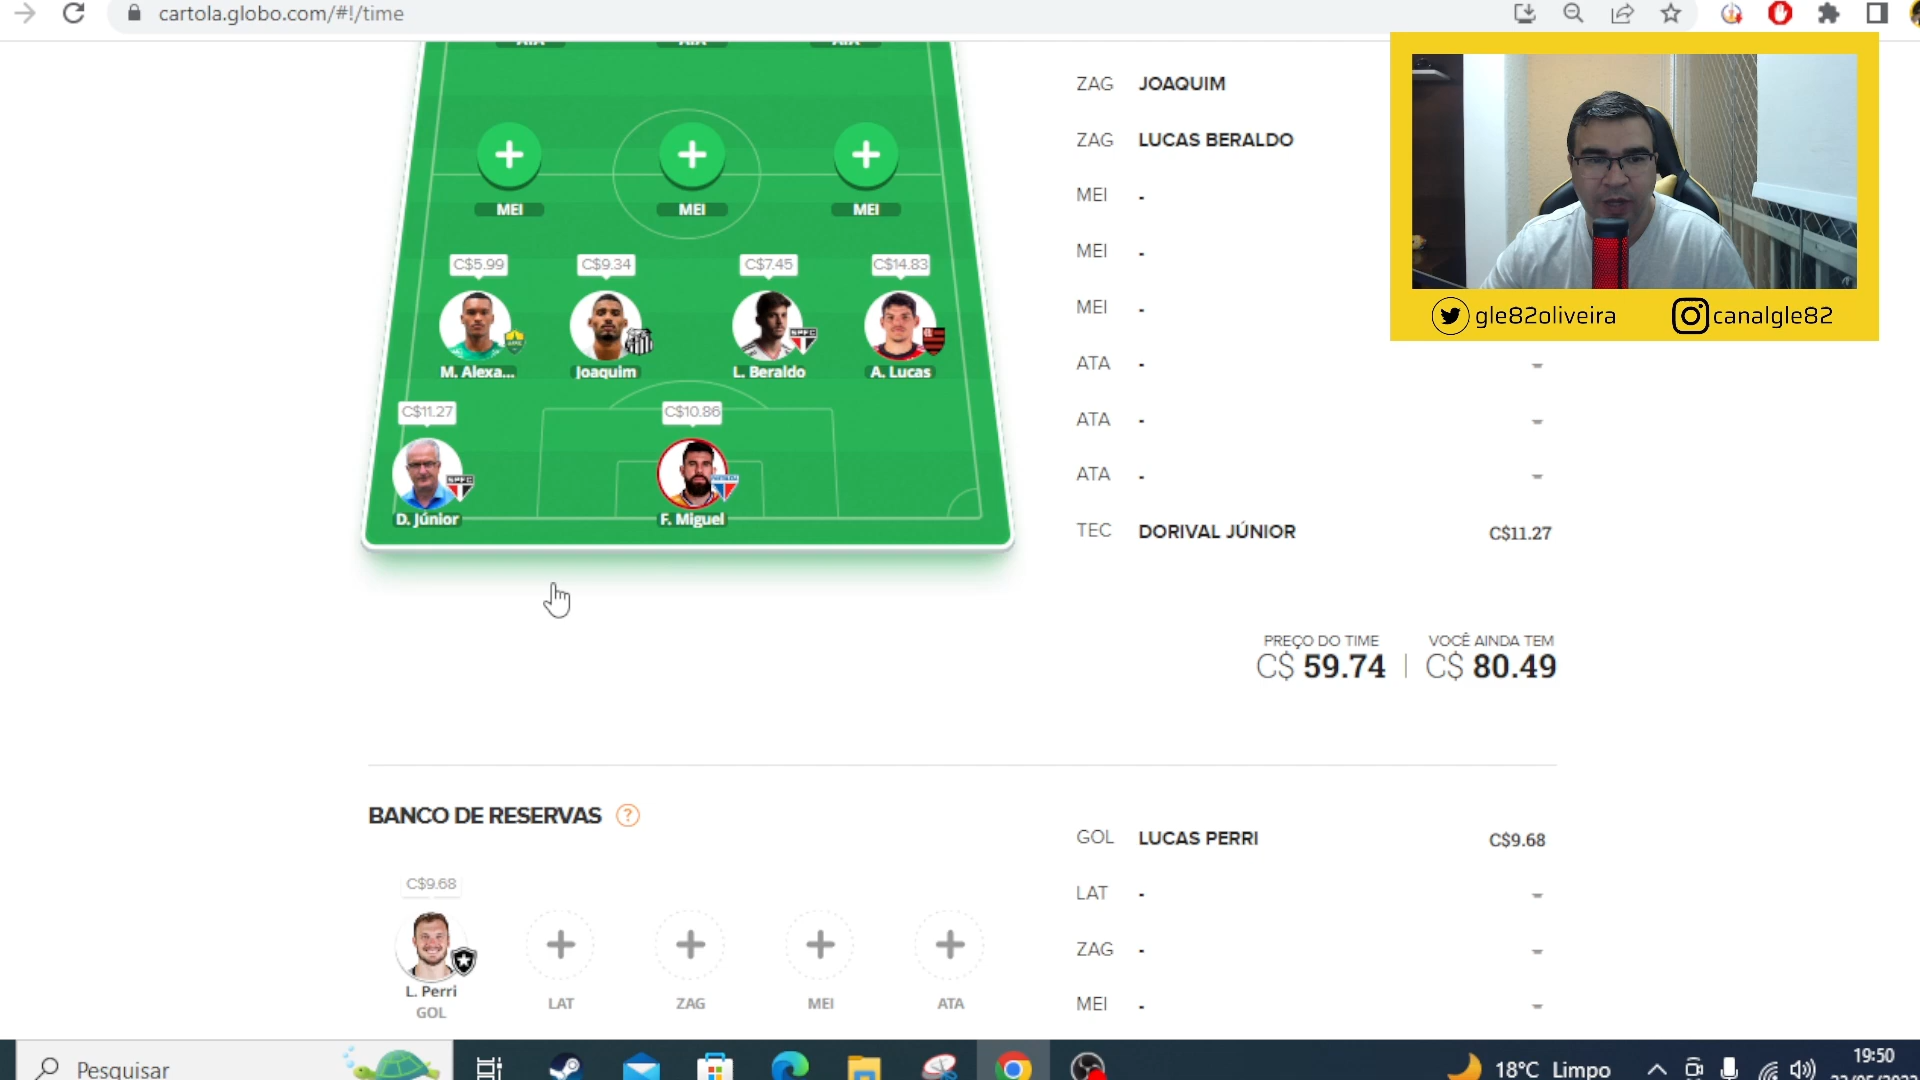 cartola.globo.com/#!/time
ATA ATA ATA
ZAG JOAQUIM
ZAG LUCAS BERALDO
MEI -
MEI -
MEI -
ATA - -
ATA - -
ATA - -
TEC DORIVAL JÚNIOR C$11.27
MEI MEI MEI
C$5.99 C$9.34 C$7.45 C$14.83
M. Alexa... Joaquim L. Beraldo A. Lucas
C$11.27 C$10.86
D. Júnior F. Miguel
gle82oliveira canalgle82
PREÇO DO TIME VOCÊ AINDA TEM
C$ 59.74 | C$ 80.49
BANCO DE RESERVAS ?
C$9.68
L. Perri
GOL LAT ZAG MEI ATA
GOL LUCAS PERRI C$9.68
LAT - -
ZAG - -
MEI - -
Pesquisar
18°C Limpo
19:50